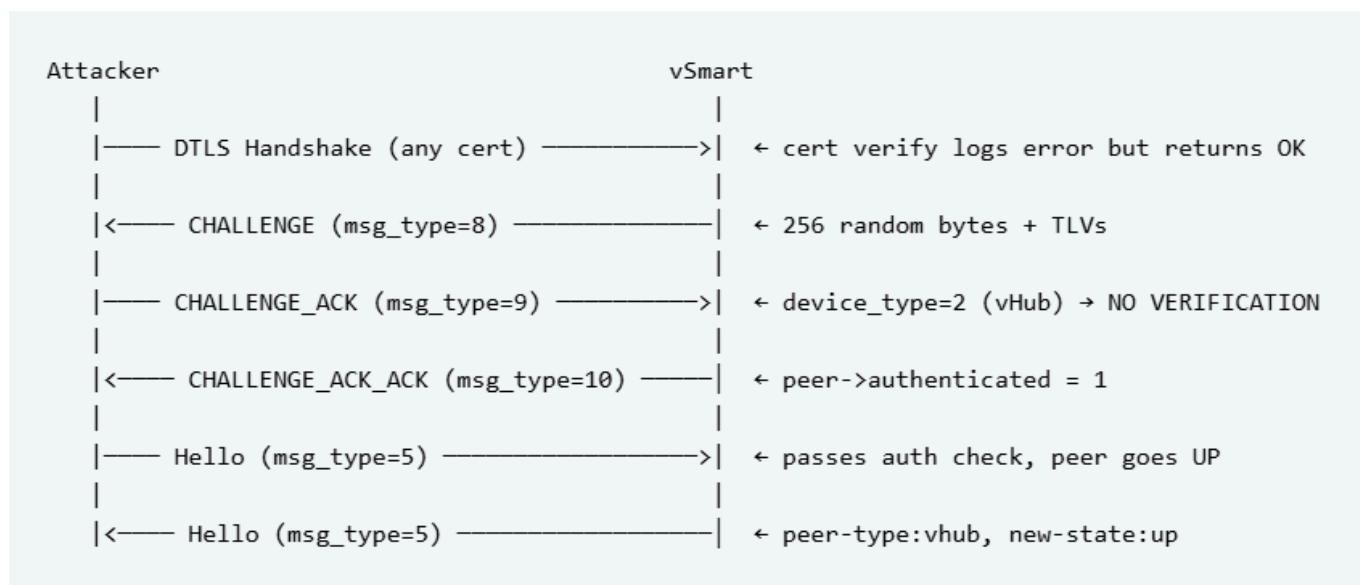 Attacker vSmart
| |
|──── DTLS Handshake (any cert) ───────────>| ← cert verify logs error but returns OK
| |
|<──── CHALLENGE (msg_type=8) ──────────────| ← 256 random bytes + TLVs
| |
|──── CHALLENGE_ACK (msg_type=9) ──────────>| ← device_type=2 (vHub) → NO VERIFICATION
| |
|<──── CHALLENGE_ACK_ACK (msg_type=10) ─────| ← peer->authenticated = 1
| |
|──── Hello (msg_type=5) ──────────────────>| ← passes auth check, peer goes UP
| |
|<──── Hello (msg_type=5) ──────────────────| ← peer-type:vhub, new-state:up